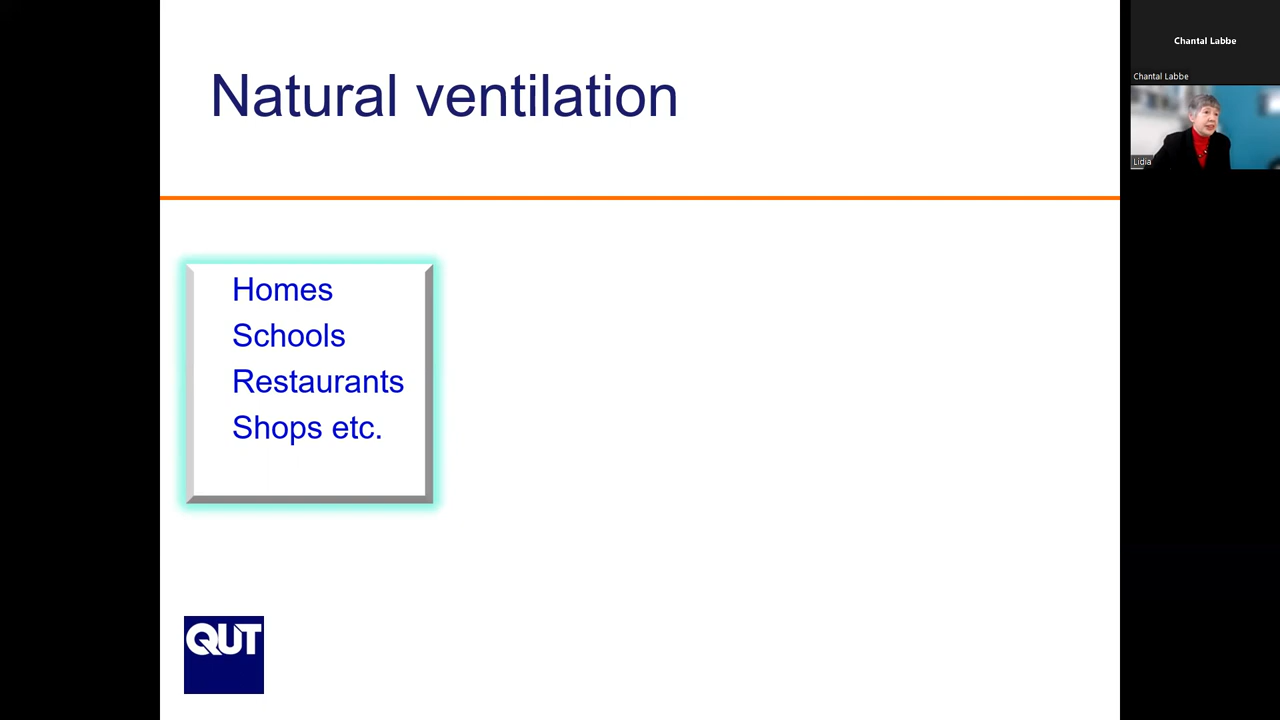 Natural ventilation
Homes
Schools
Restaurants
Shops etc.
QUT
Chantal Labbe
Chantal Labbe
Lidia